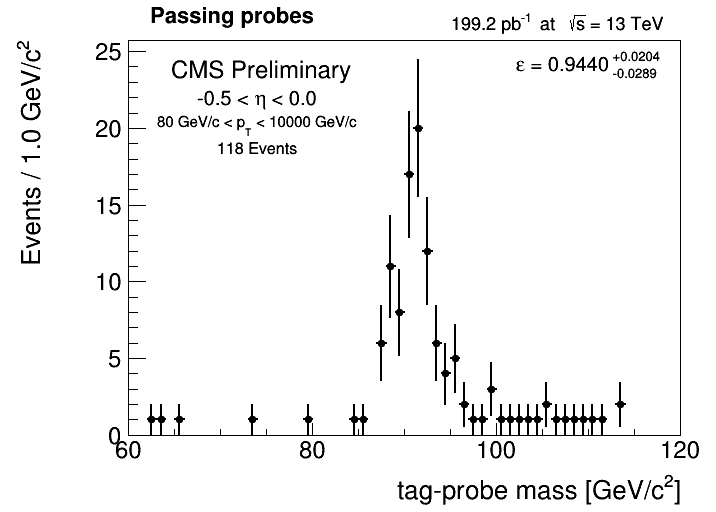 Passing probes
199.2 pb⁻¹ at √s = 13 TeV
CMS Preliminary
-0.5 < η < 0.0
80 GeV/c < p_T < 10000 GeV/c
118 Events
ε = 0.9440 +0.0204 -0.0289
Events / 1.0 GeV/c²
25
20
15
10
5
0
60 80 100 120
tag-probe mass [GeV/c²]